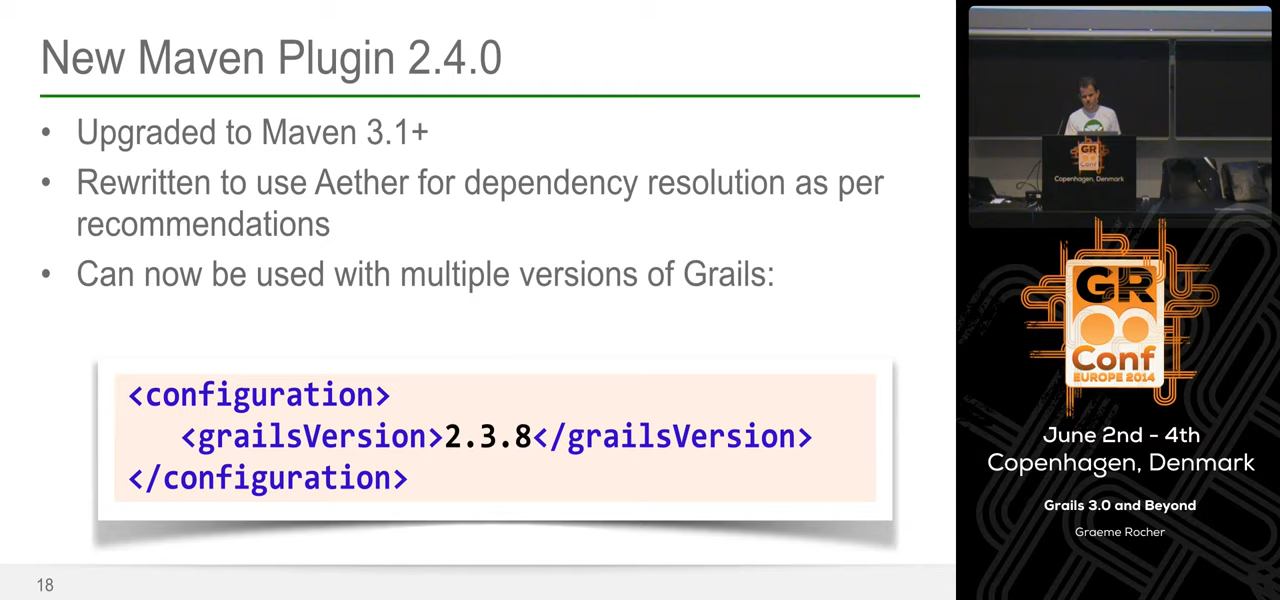 New Maven Plugin 2.4.0
• Upgraded to Maven 3.1+
• Rewritten to use Aether for dependency resolution as per
recommendations
• Can now be used with multiple versions of Grails:
<configuration>
<grailsVersion>2.3.8</grailsVersion>
</configuration>
18
GR
Conf
Copenhagen, Denmark
GR
Conf
EUROPE 2014
June 2nd - 4th
Copenhagen, Denmark
Grails 3.0 and Beyond
Graeme Rocher